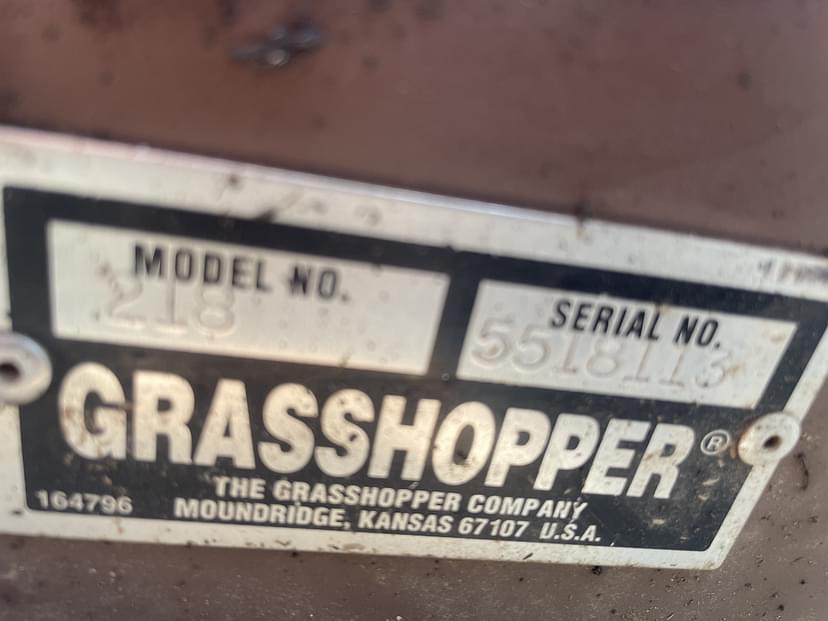 MODEL NO.
218
SERIAL NO.
5518113
GRASSHOPPER®
THE GRASSHOPPER COMPANY
164796
MOUNDRIDGE, KANSAS 67107 U.S.A.